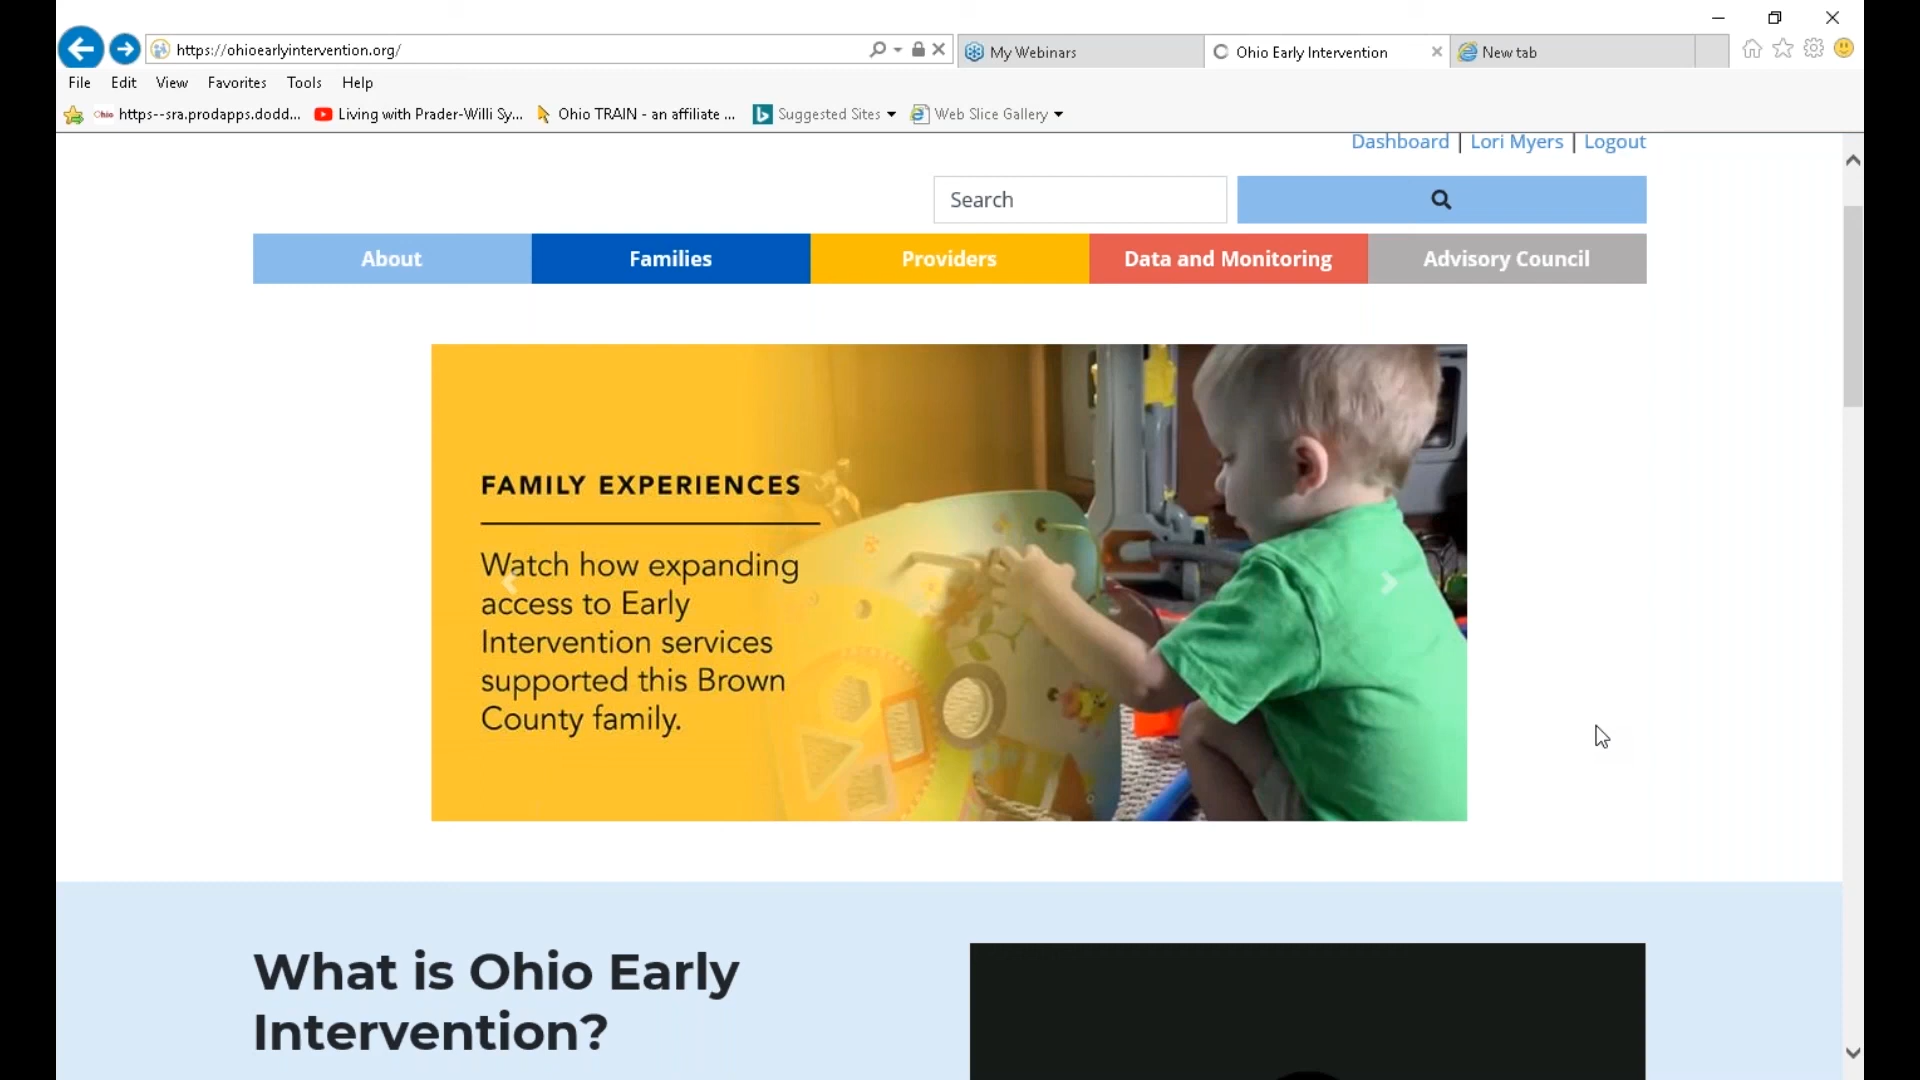 https://ohioearlyintervention.org/
My Webinars
Ohio Early Intervention
New tab
File Edit View Favorites Tools Help
Ohio https--sra.prodapps.dodd... Living with Prader-Willi Sy... Ohio TRAIN - an affiliate ... Suggested Sites Web Slice Gallery
Dashboard | Lori Myers | Logout
Search
About Families Providers Data and Monitoring Advisory Council
FAMILY EXPERIENCES
Watch how expanding
access to Early
Intervention services
supported this Brown
County family.
What is Ohio Early
Intervention?